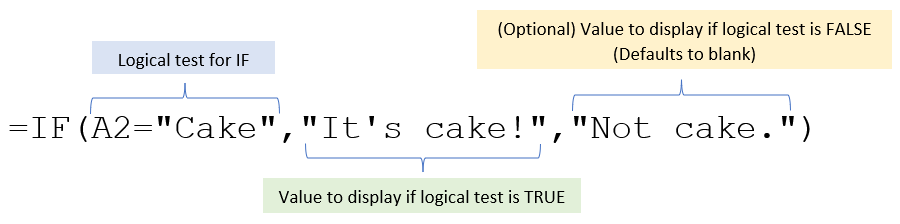 (Optional) Value to display if logical test is FALSE
(Defaults to blank)
Logical test for IF
=IF(A2="Cake","It's cake!","Not cake.")
Value to display if logical test is TRUE